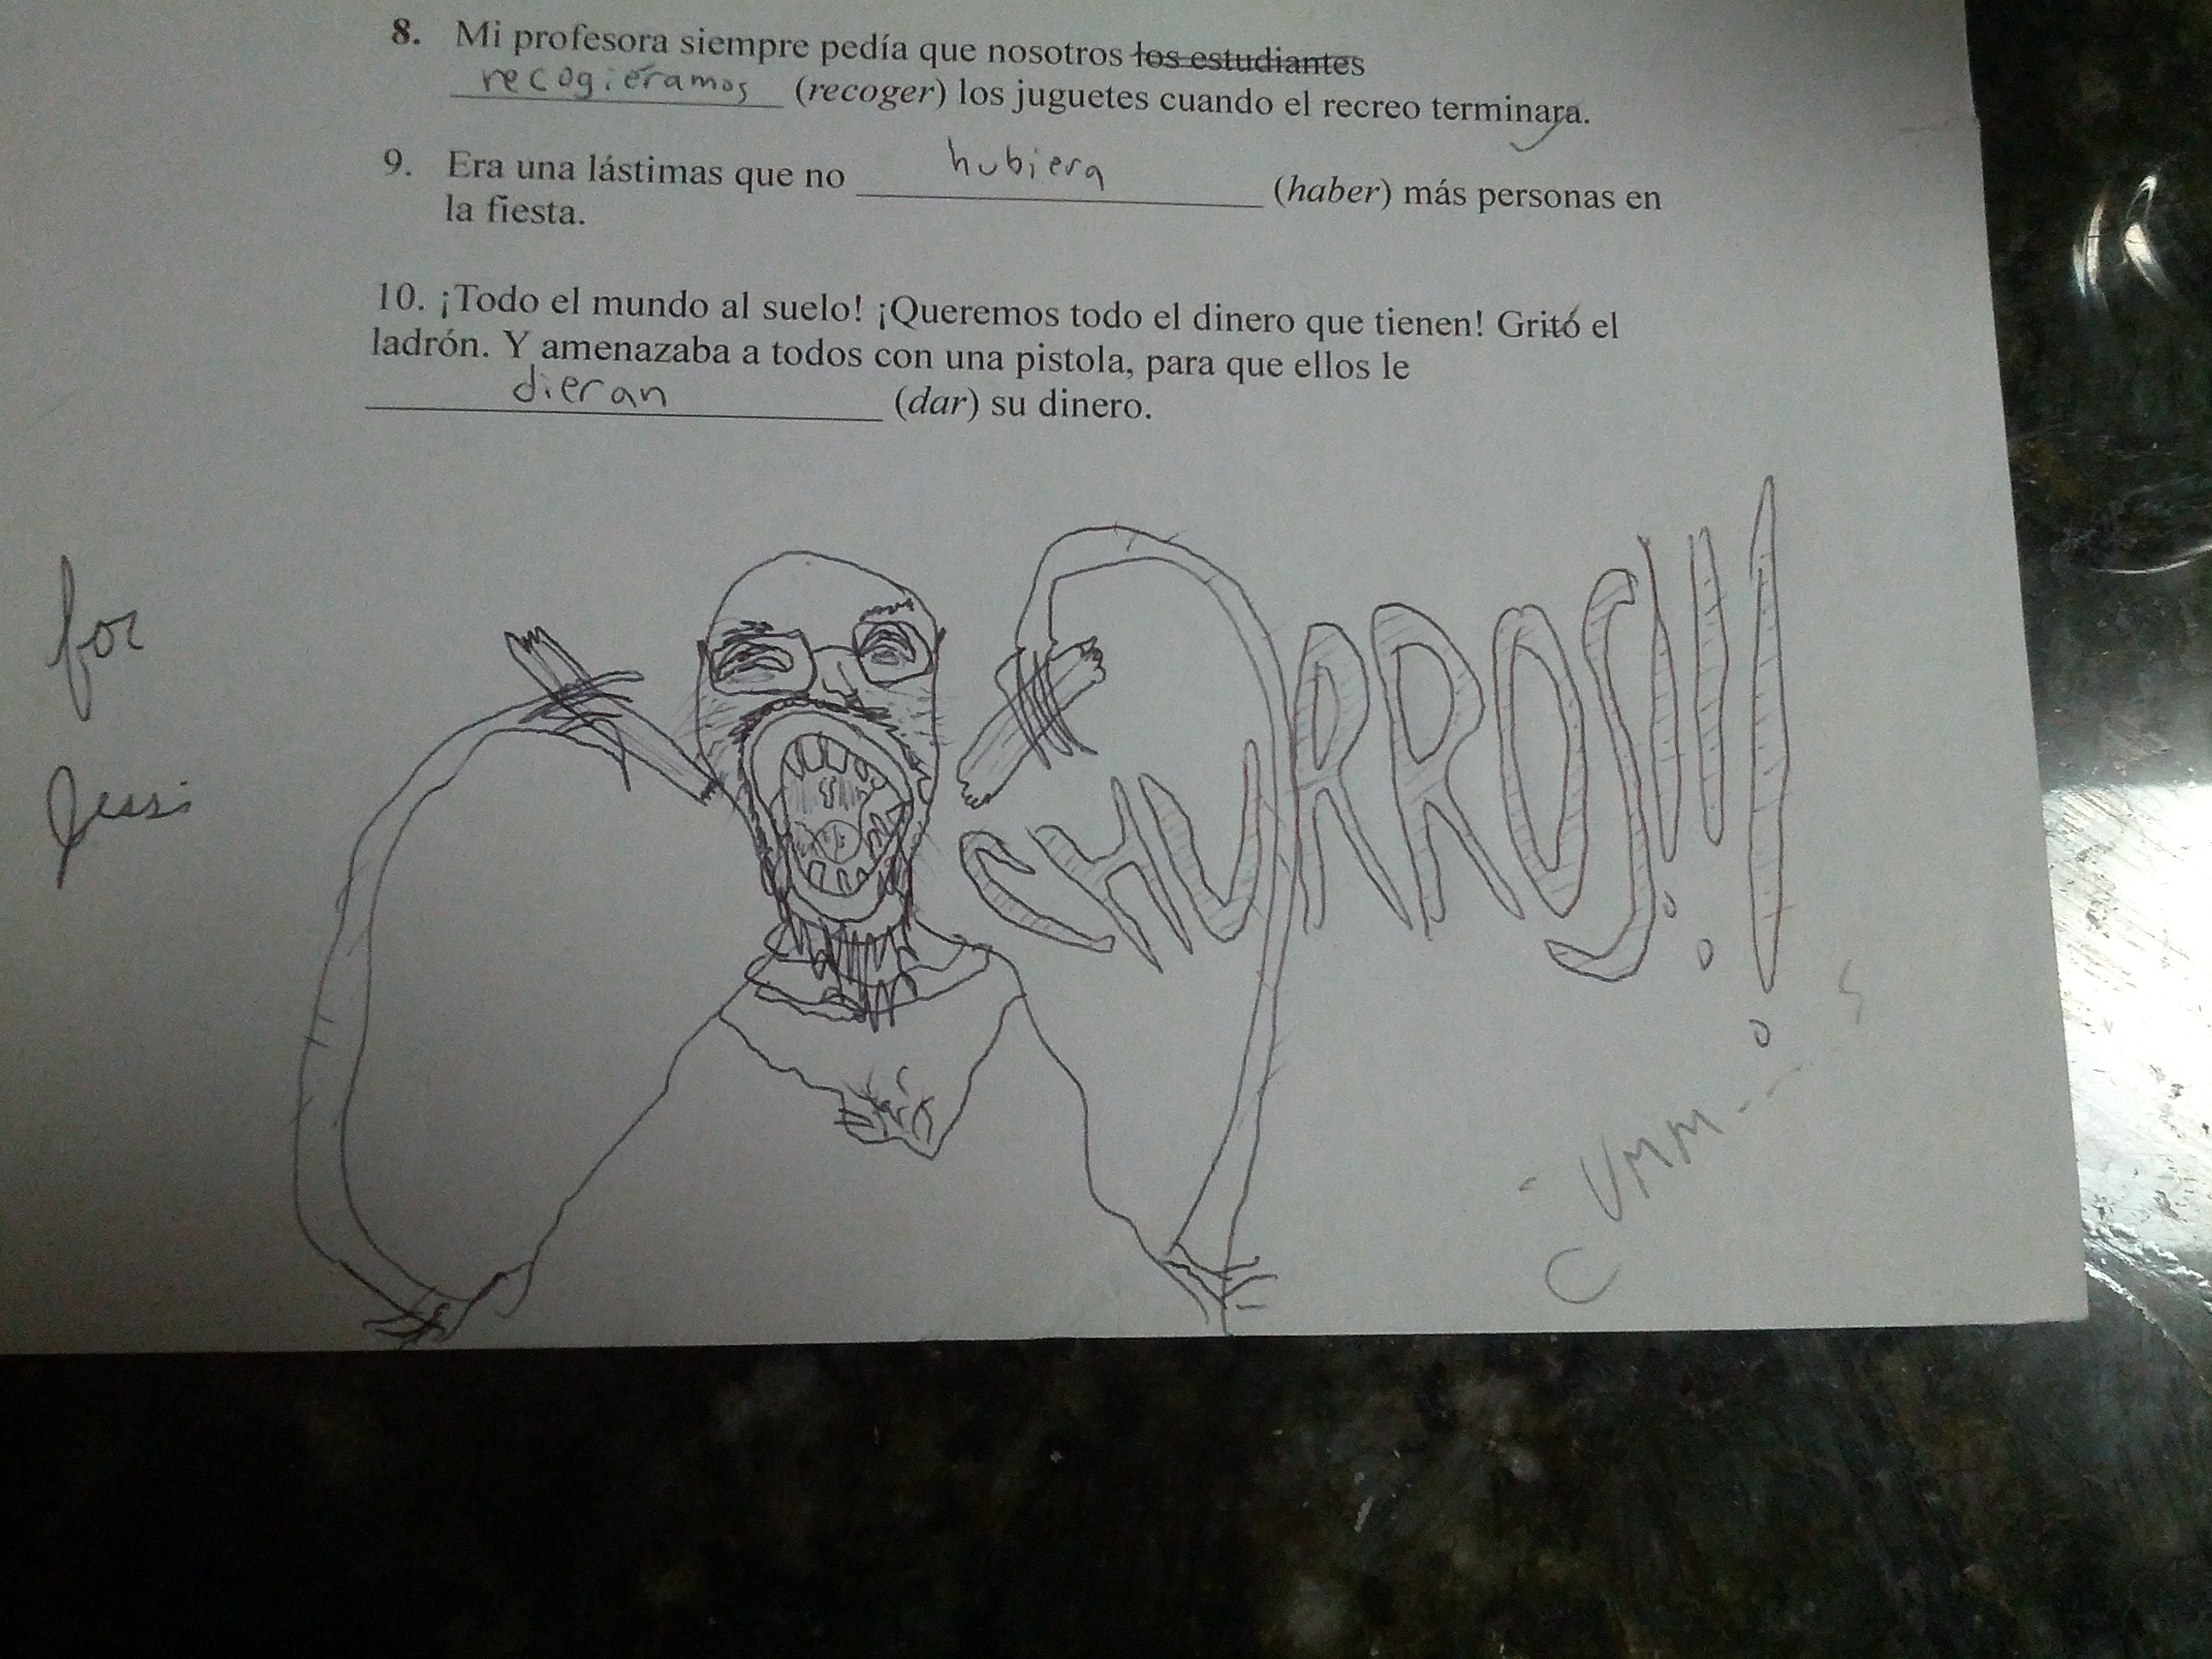 8. Mi profesora siempre pedía que nosotros los estudiantes
recogiéramos (recoger) los juguetes cuando el recreo terminara.
9. Era una lástimas que no hubiera (haber) más personas en
la fiesta.
10. ¡Todo el mundo al suelo! ¡Queremos todo el dinero que tienen! Gritó el
ladrón. Y amenazaba a todos con una pistola, para que ellos le
dieran (dar) su dinero.
for
Jessi
CHURROS!!!
- UMM - - -